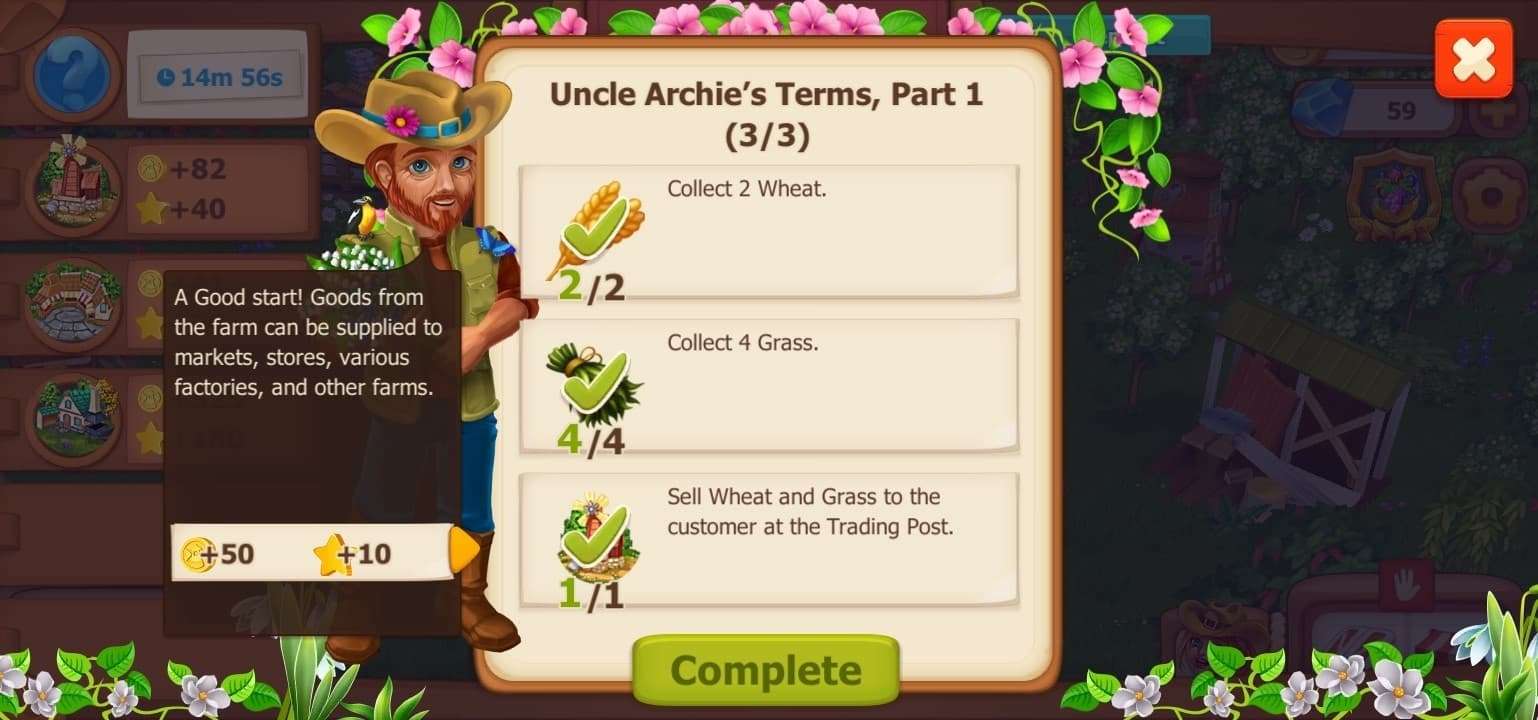 14m 56s
+82
+40
59
Uncle Archie's Terms, Part 1
(3/3)
Collect 2 Wheat.
2/2
Collect 4 Grass.
4/4
Sell Wheat and Grass to the
customer at the Trading Post.
1/1
A Good start! Goods from
the farm can be supplied to
markets, stores, various
factories, and other farms.
+50
+10
Complete